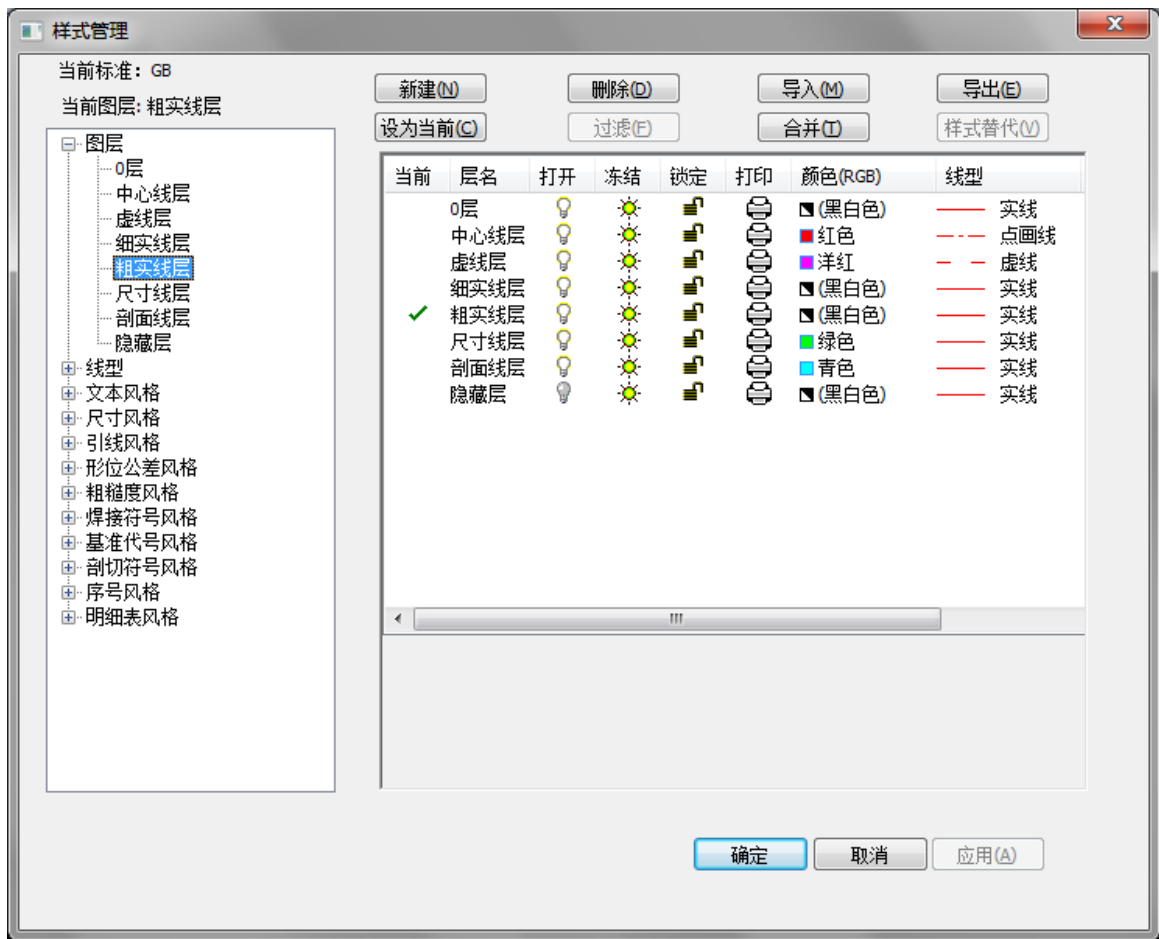 样式管理
当前标准: GB
当前图层: 粗实线层
新建(N) 删除(D) 导入(M) 导出(E)
设为当前(C) 过滤(F) 合并(T) 样式替代(V)
图层
0层
中心线层
虚线层
细实线层
粗实线层
尺寸线层
剖面线层
隐藏层
线型
文本风格
尺寸风格
引线风格
形位公差风格
粗糙度风格
焊接符号风格
基准代号风格
剖切符号风格
序号风格
明细表风格
当前 层名 打开 冻结 锁定 打印 颜色(RGB) 线型
0层 (黑白色) 实线
中心线层 红色 点画线
虚线层 洋红 虚线
细实线层 (黑白色) 实线
粗实线层 (黑白色) 实线
尺寸线层 绿色 实线
剖面线层 青色 实线
隐藏层 (黑白色) 实线
确定 取消 应用(A)